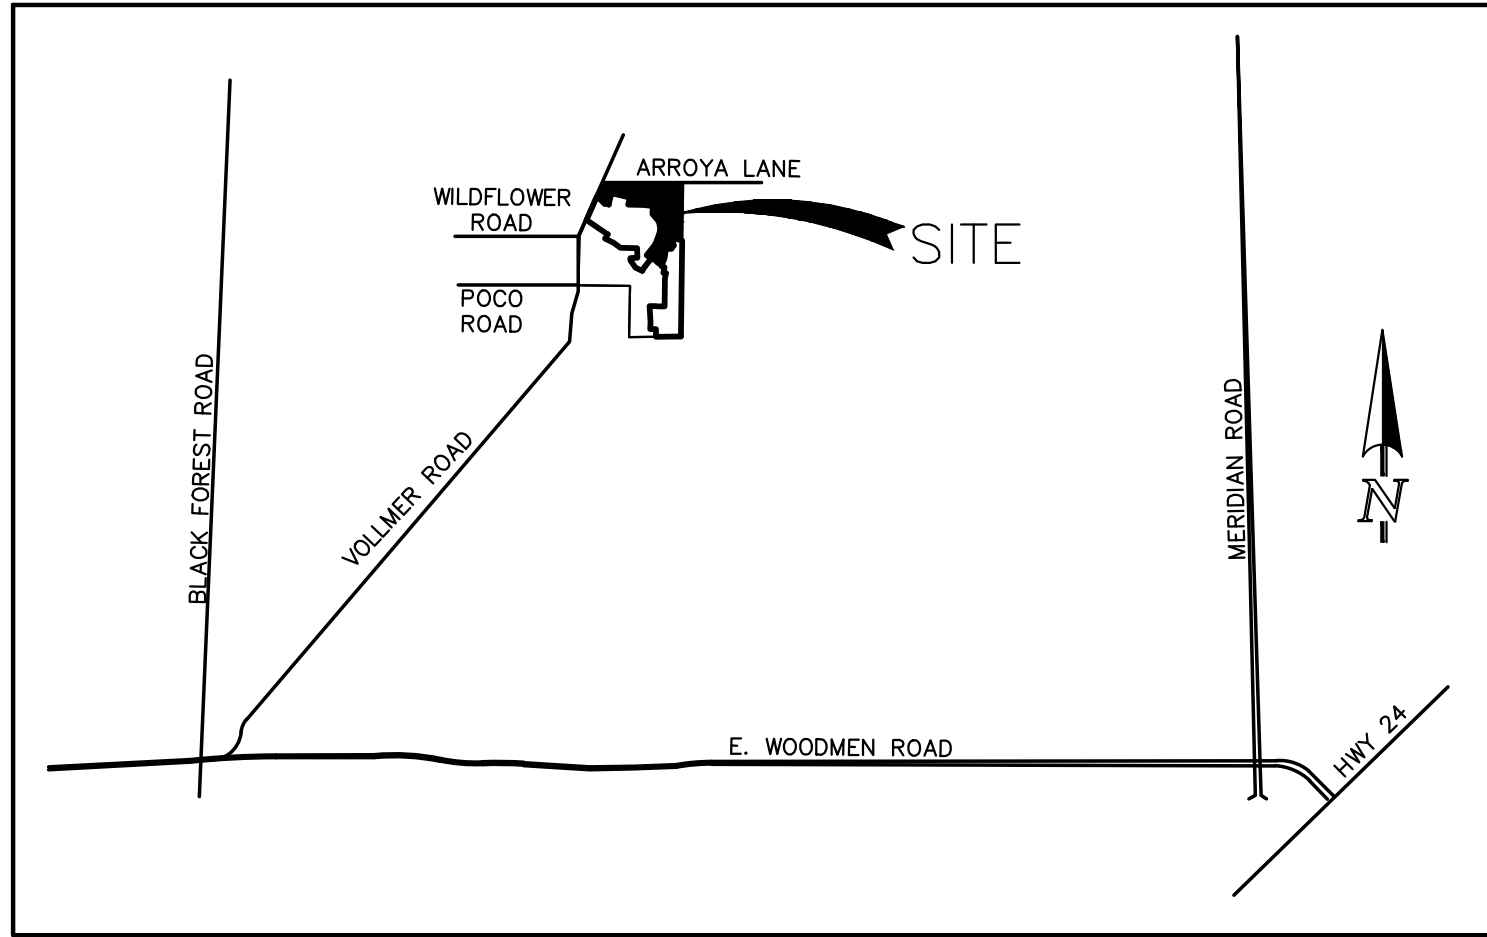 ARROYA LANE
WILDFLOWER
ROAD
SITE
POCO
ROAD
BLACK FOREST ROAD
VOLLMER ROAD
MERIDIAN ROAD
N
E. WOODMEN ROAD
HWY 24